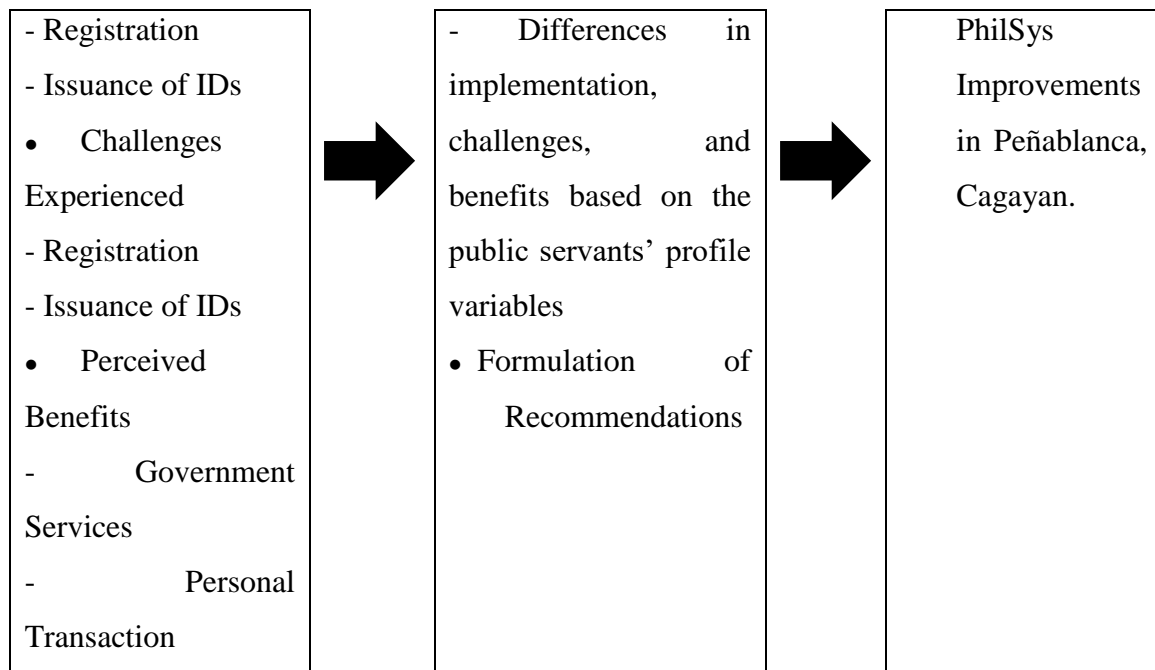 - Registration
- Issuance of IDs
● Challenges
Experienced
- Registration
- Issuance of IDs
● Perceived
Benefits
- Government
Services
- Personal
Transaction
- Differences in
implementation,
challenges, and
benefits based on the
public servants’ profile
variables
● Formulation of
Recommendations
PhilSys
Improvements
in Peñablanca,
Cagayan.